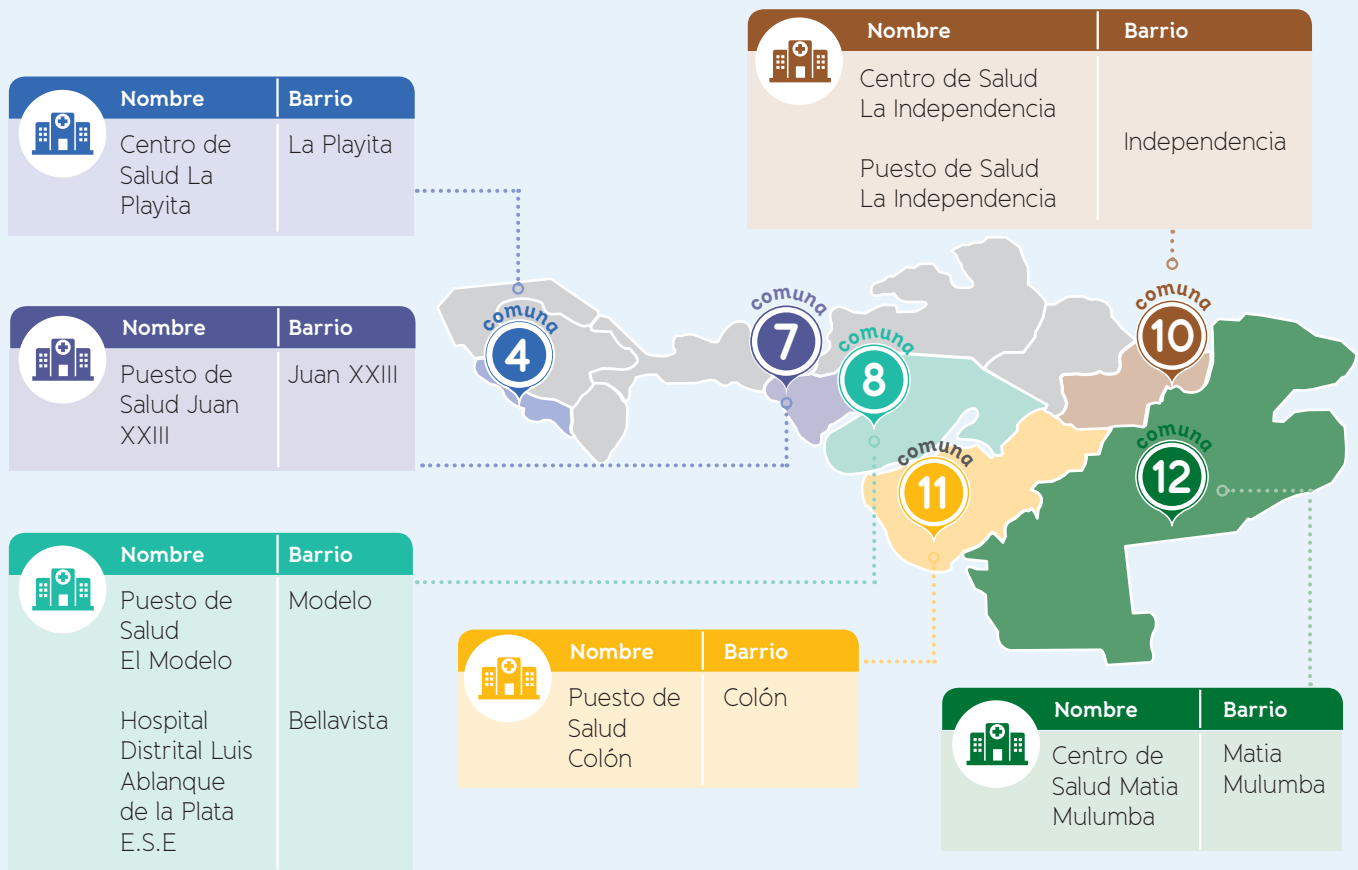 Nombre Barrio
Centro de Salud La Playita
La Playita
Nombre Barrio
Puesto de Salud Juan XXIII
Juan XXIII
Nombre Barrio
Puesto de Salud El Modelo
Modelo
Hospital Distrital Luis Ablanque de la Plata E.S.E
Bellavista
Nombre Barrio
Centro de Salud La Independencia
Puesto de Salud La Independencia
Independencia
comuna 4
comuna 7
comuna 8
comuna 10
comuna 11
comuna 12
Nombre Barrio
Puesto de Salud Colón
Colón
Nombre Barrio
Centro de Salud Matia Mulumba
Matia Mulumba